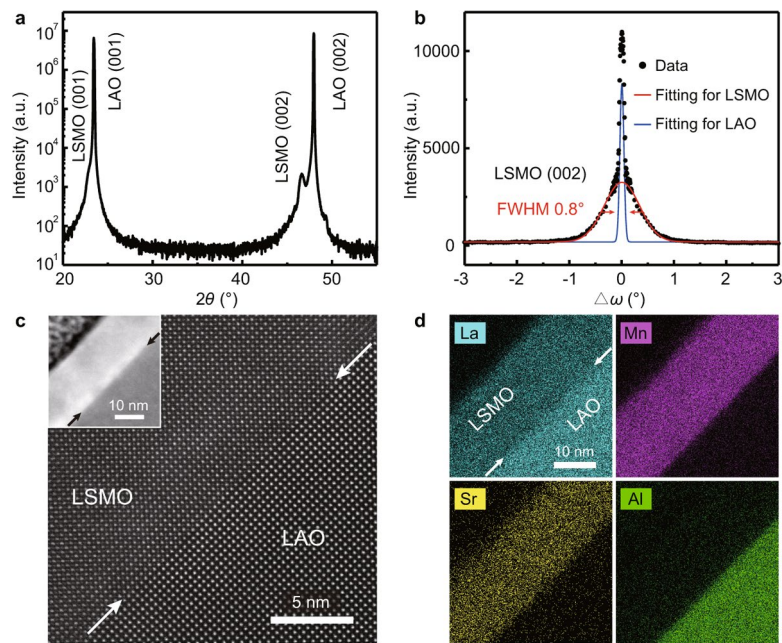 a
Intensity (a.u.)
10⁷
10⁶
10⁵
10⁴
10³
10²
10¹
LSMO (001)
LAO (001)
LSMO (002)
LAO (002)
20
30
40
50
2θ (°)
b
Intensity (a.u.)
10000
5000
0
Data
Fitting for LSMO
Fitting for LAO
LSMO (002)
FWHM 0.8°
-3
-2
-1
0
1
2
3
△ω (°)
c
10 nm
LSMO
LAO
5 nm
d
La
LSMO
LAO
10 nm
Mn
Sr
Al